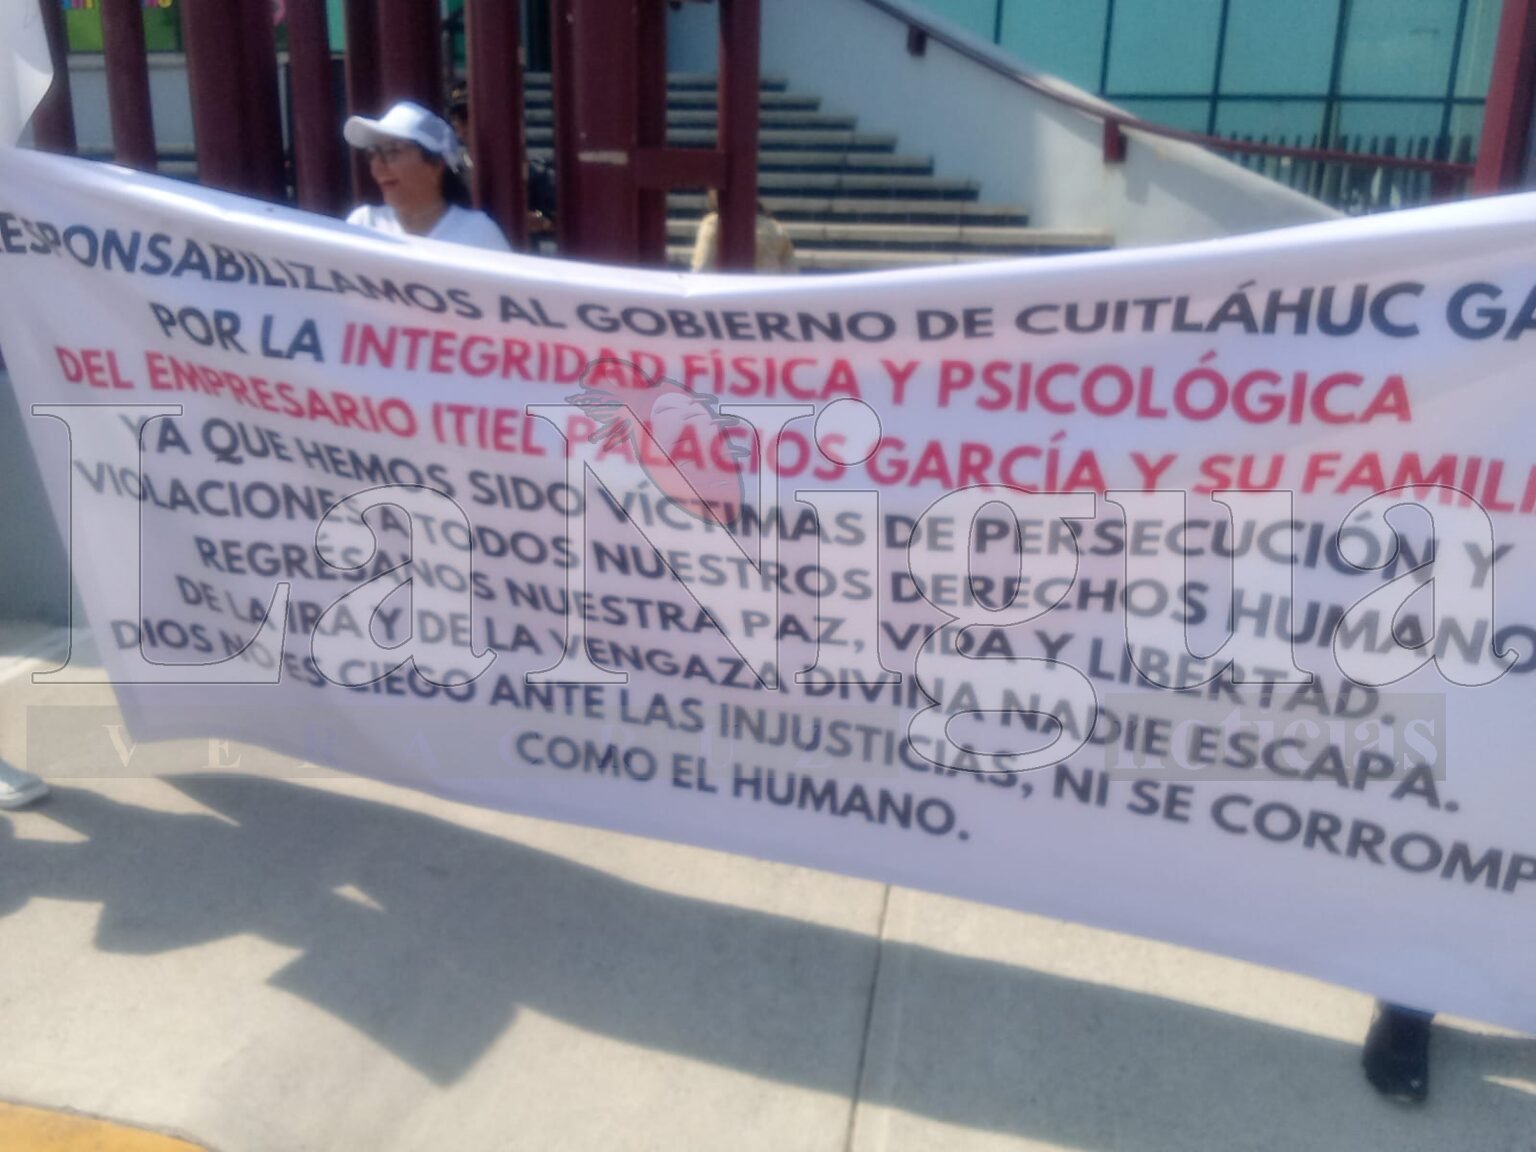 ESPONSABILIZAMOS AL GOBIERNO DE CUITLÁHUC GA
POR LA INTEGRIDAD FÍSICA Y PSICOLÓGICA
DEL EMPRESARIO ITIEL PALACIOS GARCÍA Y SU FAMILI
YA QUE HEMOS SIDO VÍCTIMAS DE PERSECUCIÓN Y
VIOLACIONES A TODOS NUESTROS DERECHOS HUMANO
REGRÉSANOS NUESTRA PAZ, VIDA Y LIBERTAD.
DE LA IRA Y DE LA VENGAZA DIVINA NADIE ESCAPA.
DIOS NO ES CIEGO ANTE LAS INJUSTICIAS, NI SE CORROMP
COMO EL HUMANO.
LaNigua
VERACRUZ noticias